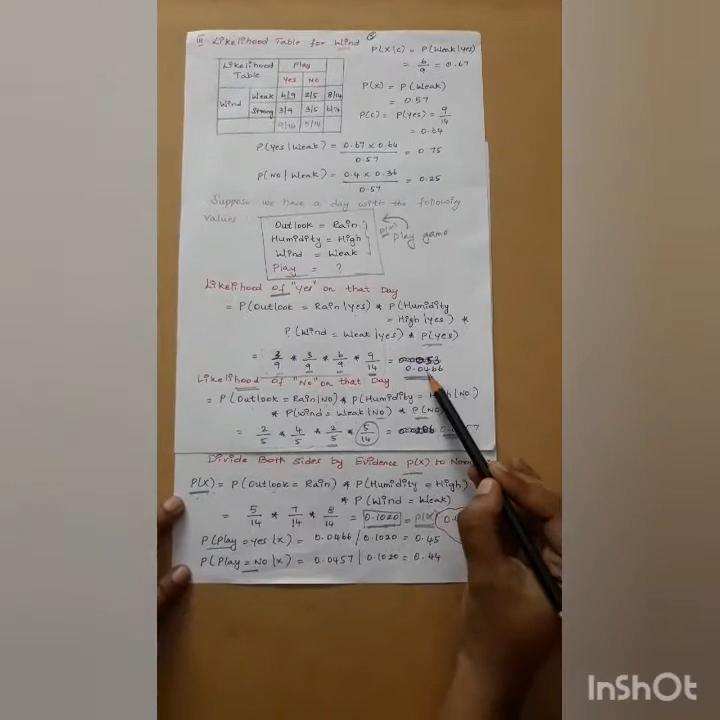 iii Likelihood Table for Wind
P(X|C) = P(Weak|yes)
= 6/9 = 0.67
Likelihood Table Play
Yes No
Wind Weak 6/9 2/5 8/14
Strong 3/9 3/5 6/14
9/14 5/14
P(X) = P(Weak)
= 0.57
P(C) = P(yes) = 9/14
= 0.64
P(Yes|Weak) = 0.67 x 0.64 / 0.57 = 0.75
P(No|Weak) = 0.4 x 0.36 / 0.57 = 0.25
Suppose we have a day with the following
values
Outlook = Rain
Humidity = High
Wind = Weak
Play = ?
P(X)
Play game
Likelihood of "Yes" on that Day
= P(Outlook = Rain|yes) * P(Humidity
= High|yes) *
P(Wind = Weak|yes) * P(yes)
= 3/9 * 6/9 * 9/14 =
0.0466
Likelihood of "No" on that Day
= P(Outlook = Rain|No) * P(Humidity = High|No)
* P(Wind = Weak|No) * P(No)
= 2/5 * 4/5 * 2/5 * 5/14 =
Divide Both Sides by Evidence P(X) to
P(X) = P(Outlook = Rain) * P(Humidity = High)
* P(Wind = Weak)
= 5/14 * 7/14 * 8/14 = 0.1020 = P(X)
P(Play = Yes|X) = 0.0466 / 0.1020 = 0.45
P(Play = No|X) = 0.0457 / 0.1020 = 0.44
InShOt